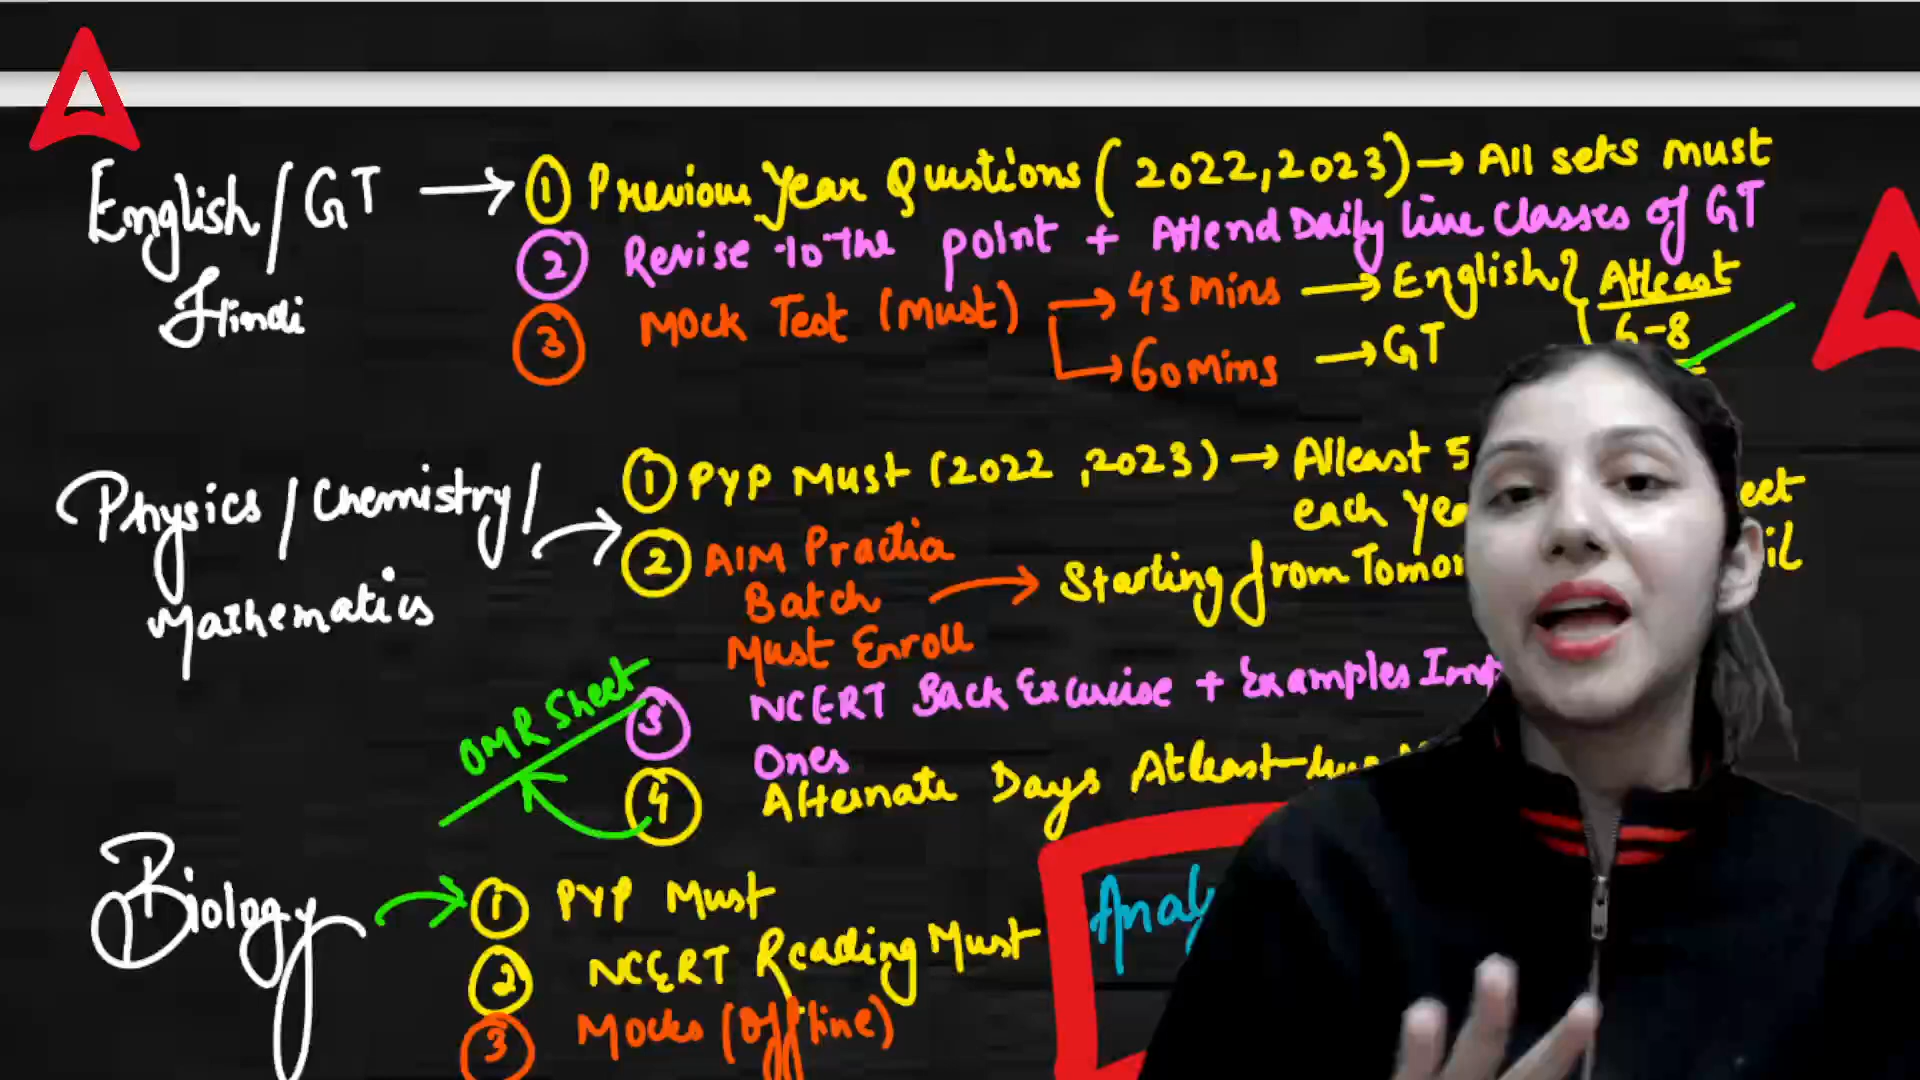 English/GT → ① Previous Year Questions (2022,2023) → All sets must
Hindi
② Revise to the point + Attend Daily live classes of GT
③ Mock Test (Must) → 45 Mins → English } Atleast
→ 60 Mins → GT 6-8
Physics/Chemistry/
Mathematics
① PYP Must (2022, 2023) → Atleast 5
each
② AIM
Batch → Starting from
Must Enroll
③ NCERT Back Exercise + Examples
Ones
OMR Sheet
④ Alternate Days Atleast
Biology → ① PYP Must
② NCERT Reading Must
③ Mocks (Offline)